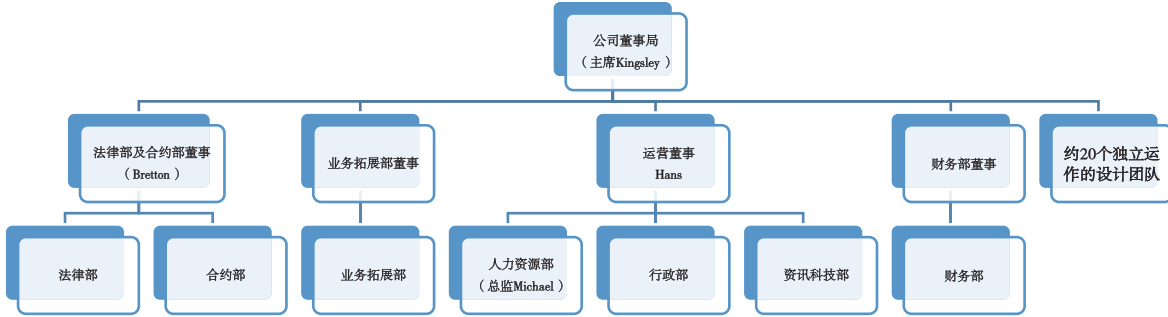 公司董事局
（主席Kingsley）
法律部及合约部董事
（Bretton）
业务拓展部董事
运营董事
Hans
财务部董事
约20个独立运
作的设计团队
法律部
合约部
业务拓展部
人力资源部
（总监Michael）
行政部
资讯科技部
财务部